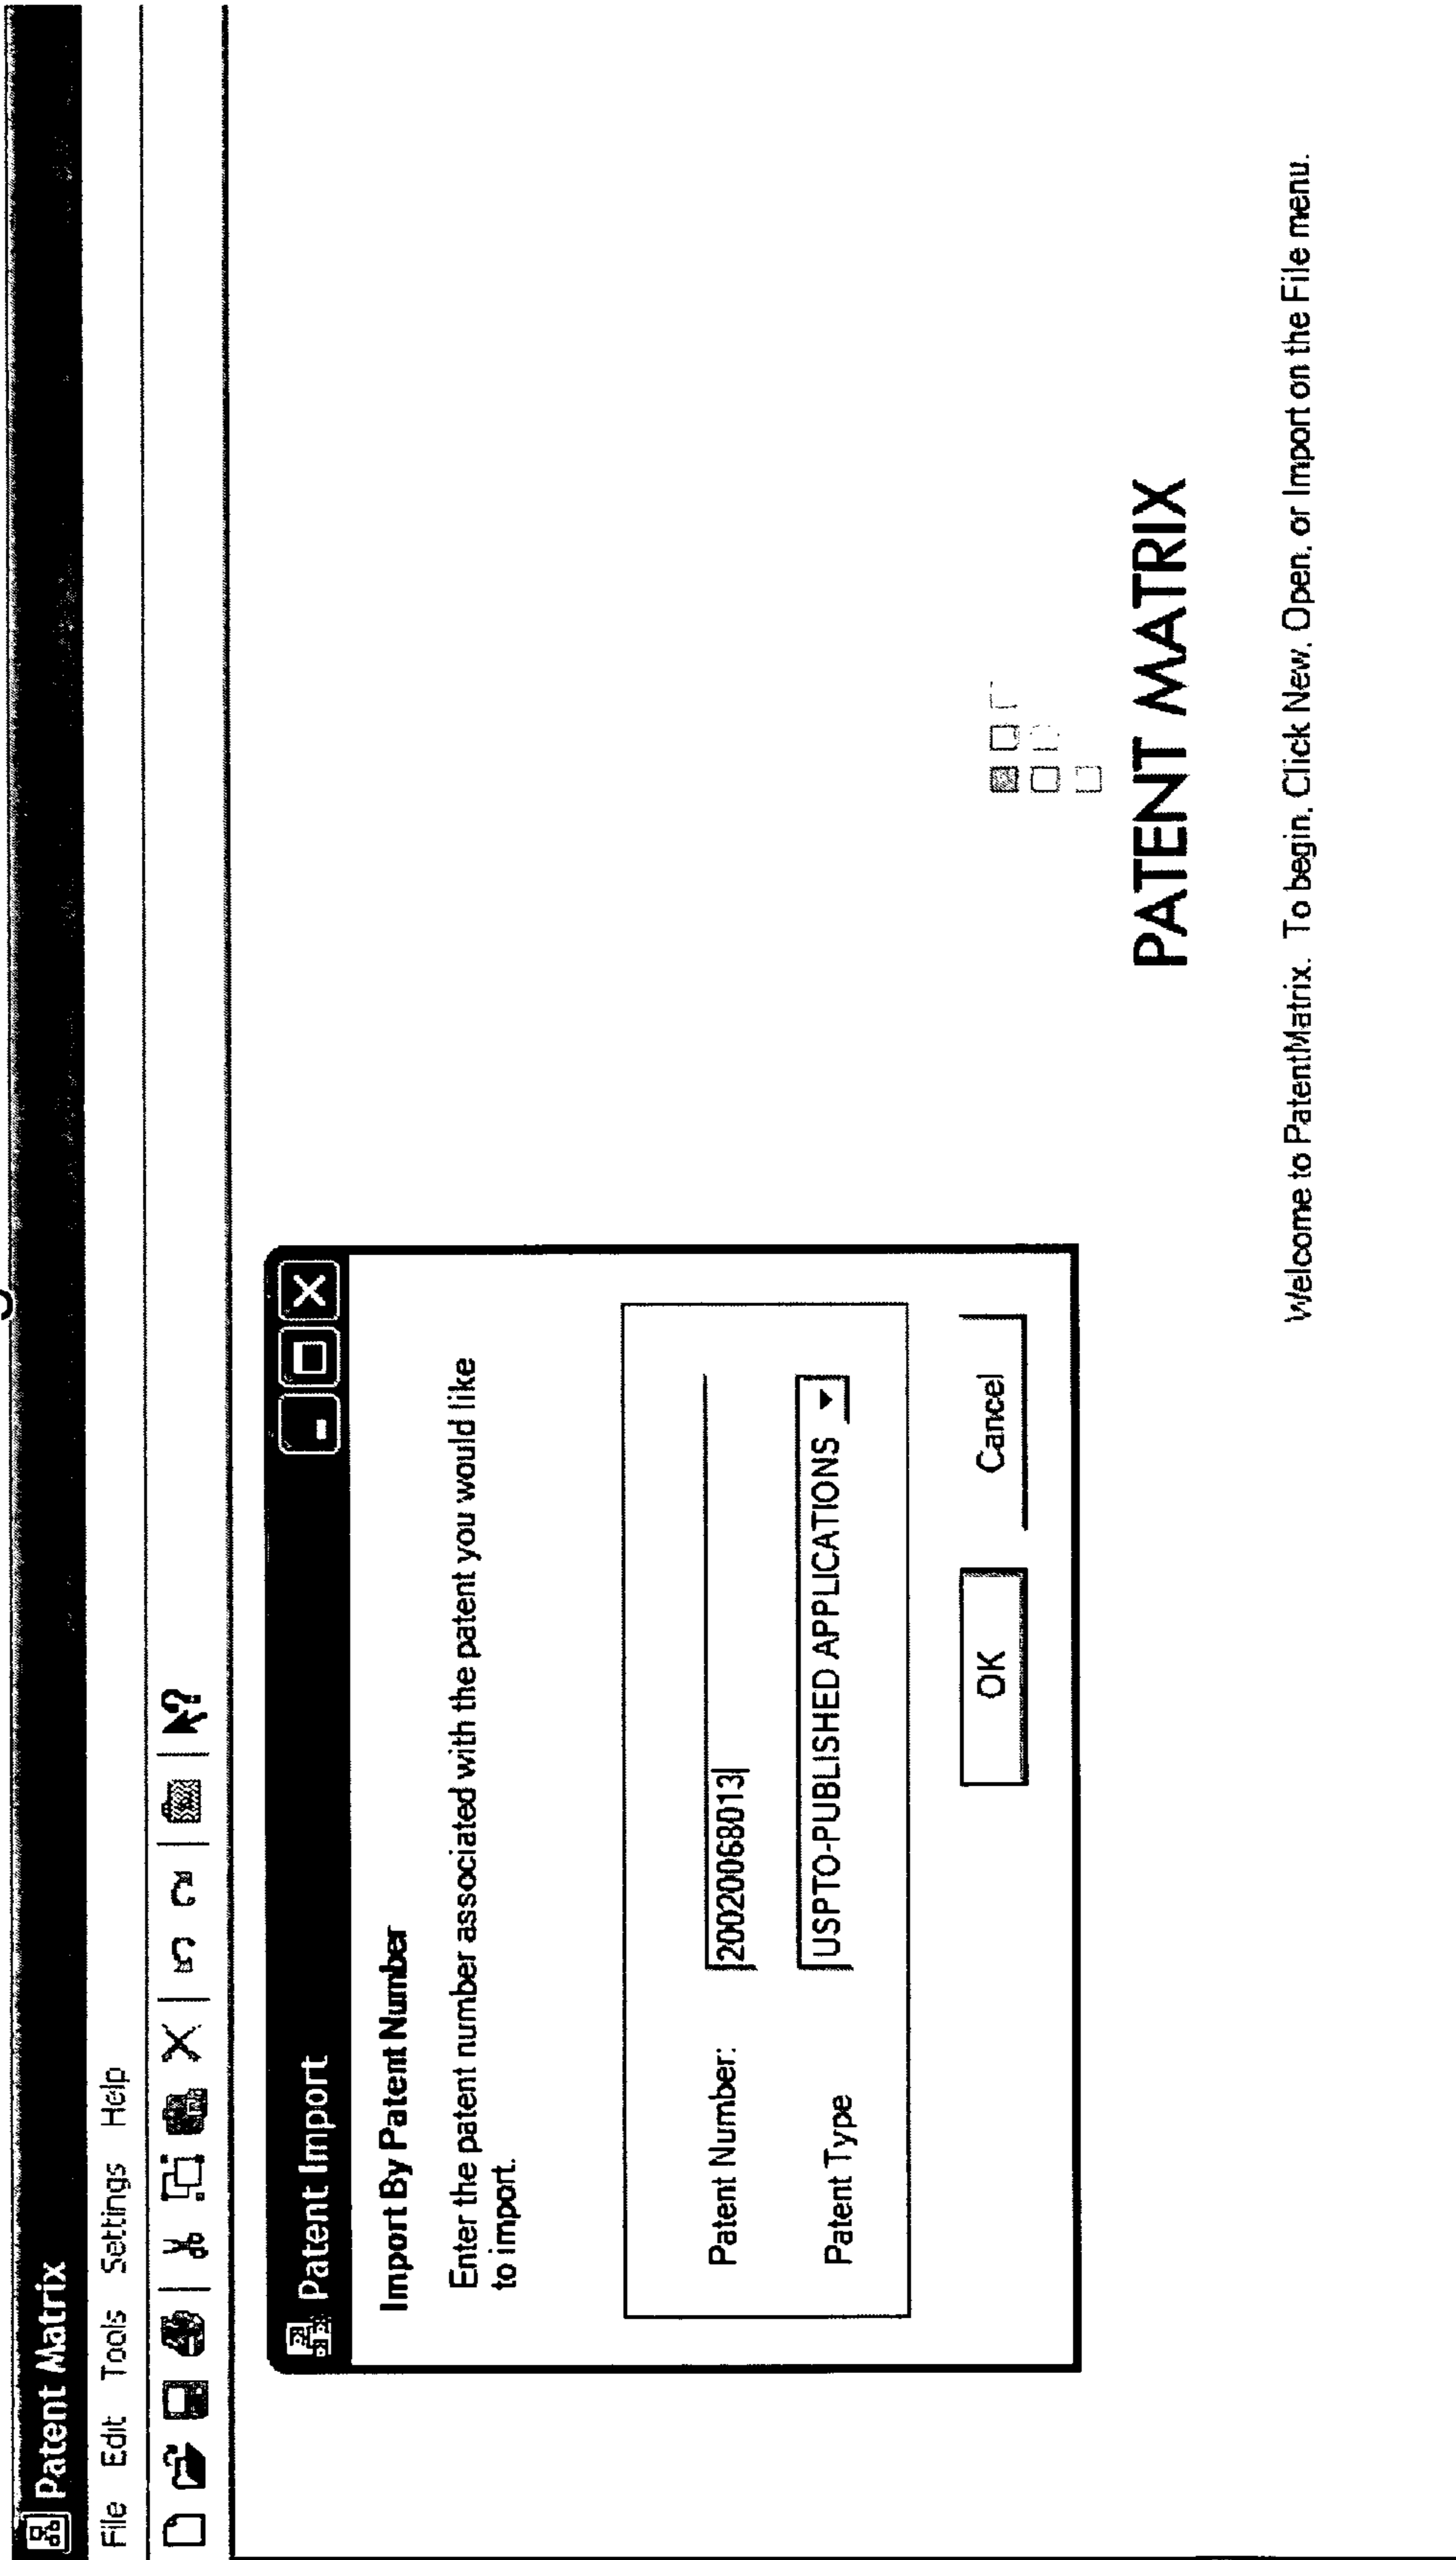 Patent Matrix
File Edit Tools Settings Help
Patent Import
Import By Patent Number
Enter the patent number associated with the patent you would like
to import.
Patent Number: 20020068013
Patent Type USPTO-PUBLISHED APPLICATIONS
OK Cancel
PATENT MATRIX
Welcome to PatentMatrix. To begin, Click New, Open, or Import on the File menu.